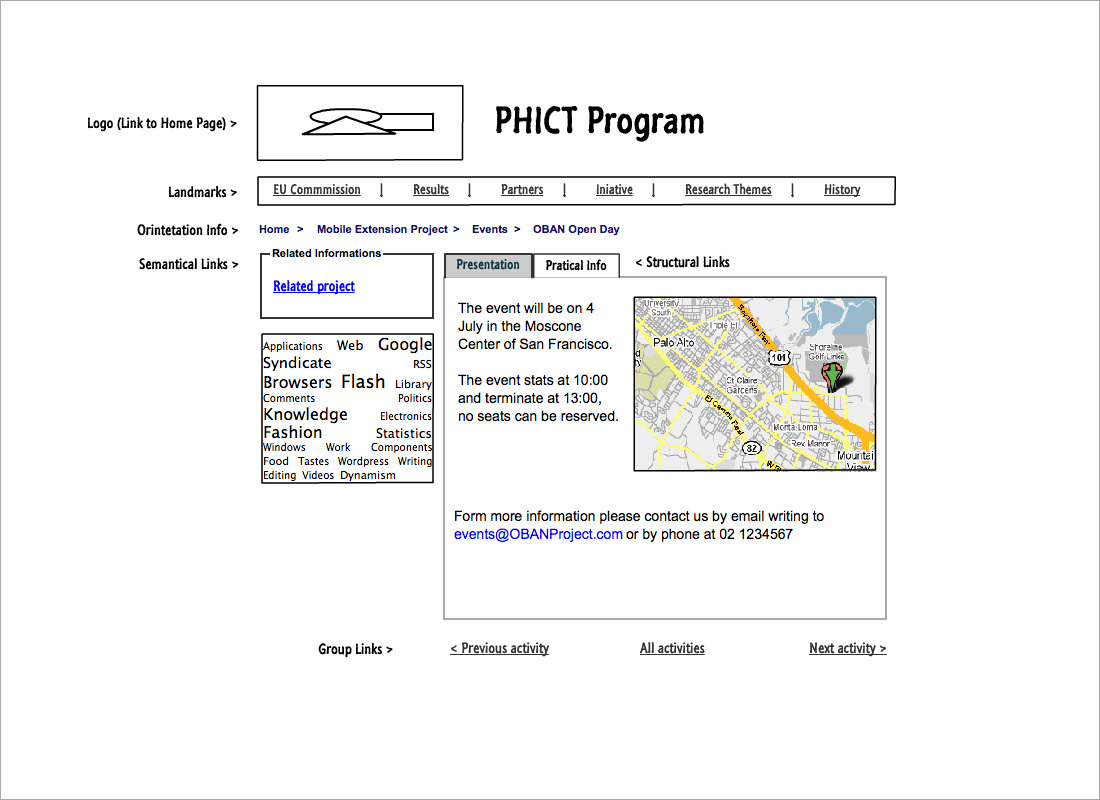 Logo (Link to Home Page) >
PHICT Program
Landmarks >
EU Commmission | Results | Partners | Iniative | Research Themes | History
Orintetation Info >
Home > Mobile Extension Project > Events > OBAN Open Day
Semantical Links >
Related Informations
Related project
Presentation
Pratical Info
< Structural Links
Applications Web Google
Syndicate RSS
Browsers Flash Library
Comments Politics
Knowledge Electronics
Fashion Statistics
Windows Work Components
Food Tastes Wordpress Writing
Editing Videos Dynamism
The event will be on 4
July in the Moscone
Center of San Francisco.
The event stats at 10:00
and terminate at 13:00,
no seats can be reserved.
University
South
Triple El
Bayshore Fwy
Palo Alto
101
Shoreline
Golf Links
Ct Claire
Gardens
El Camino Real
Monta Loma
Rex Manor
32
Mountai
View
Form more information please contact us by email writing to
events@OBANProject.com or by phone at 02 1234567
Group Links >
< Previous activity
All activities
Next activity >